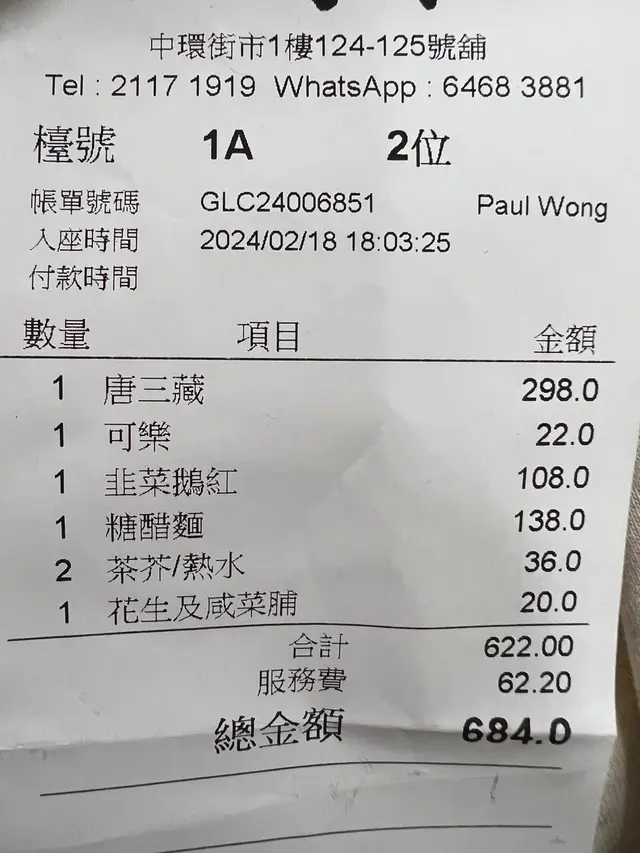 中環街市1樓124-125號舖
Tel : 2117 1919 WhatsApp : 6468 3881
檯號 1A 2位
帳單號碼 GLC24006851 Paul Wong
入座時間 2024/02/18 18:03:25
付款時間
數量 項目 金額
1 唐三藏 298.0
1 可樂 22.0
1 韭菜鵝紅 108.0
1 糖醋麵 138.0
2 茶芥/熱水 36.0
1 花生及咸菜脯 20.0
合計 622.00
服務費 62.20
總金額 684.0